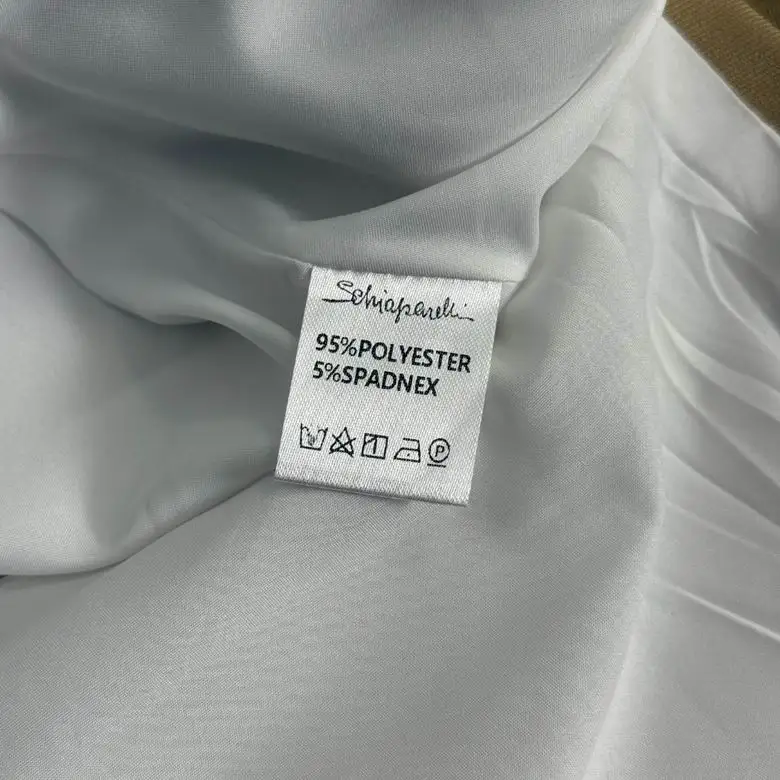 Schiaparelli
95%POLYESTER
5%SPADNEX
P